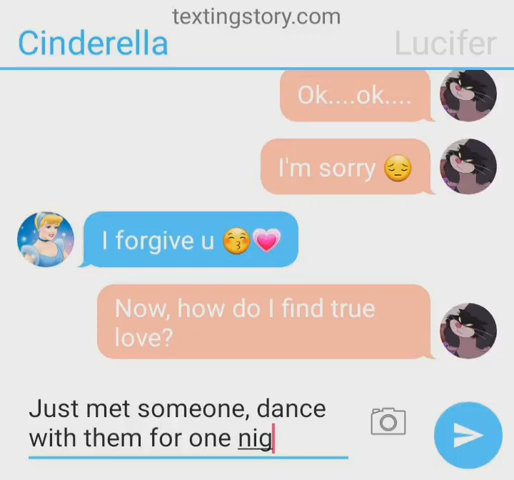 textingstory.com
Cinderella
Lucifer
Ok....ok....
I'm sorry 😔
I forgive u 😚💗
Now, how do I find true
love?
Just met someone, dance
with them for one nig